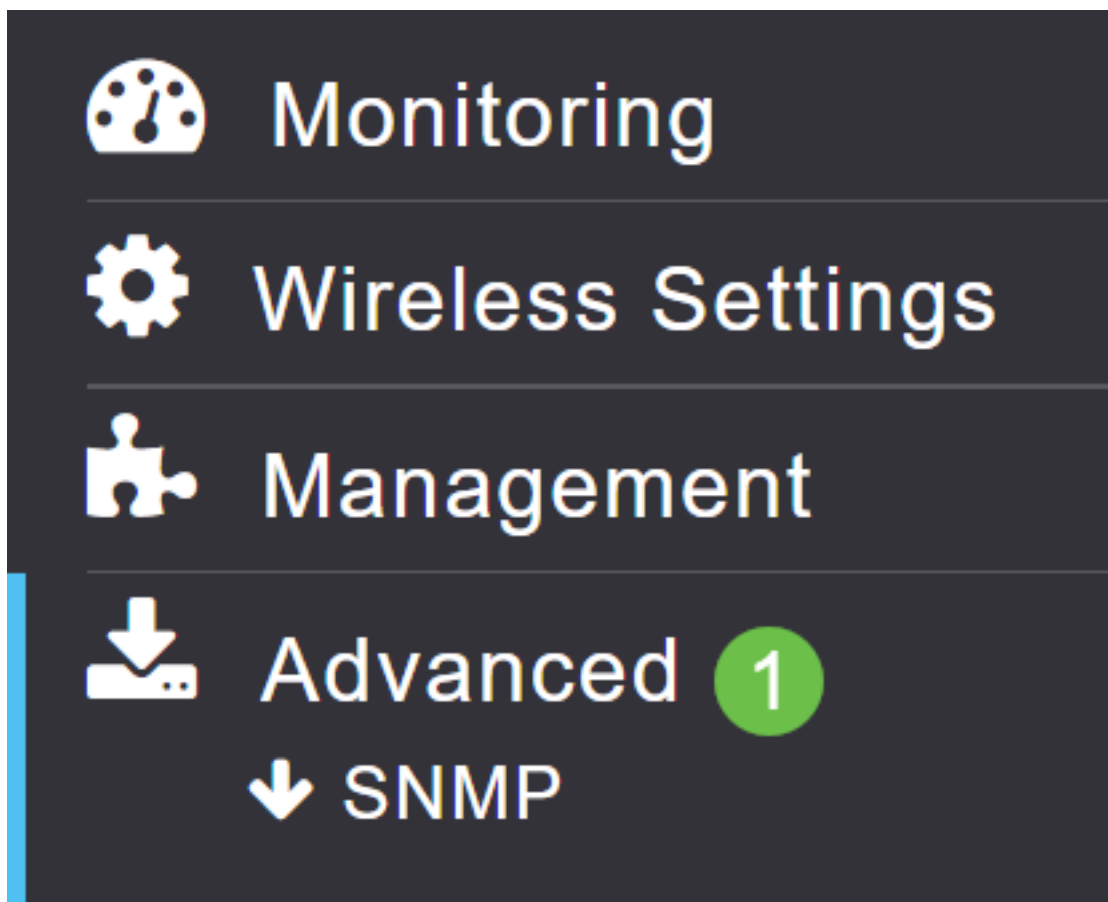 Monitoring
Wireless Settings
Management
Advanced 1
SNMP